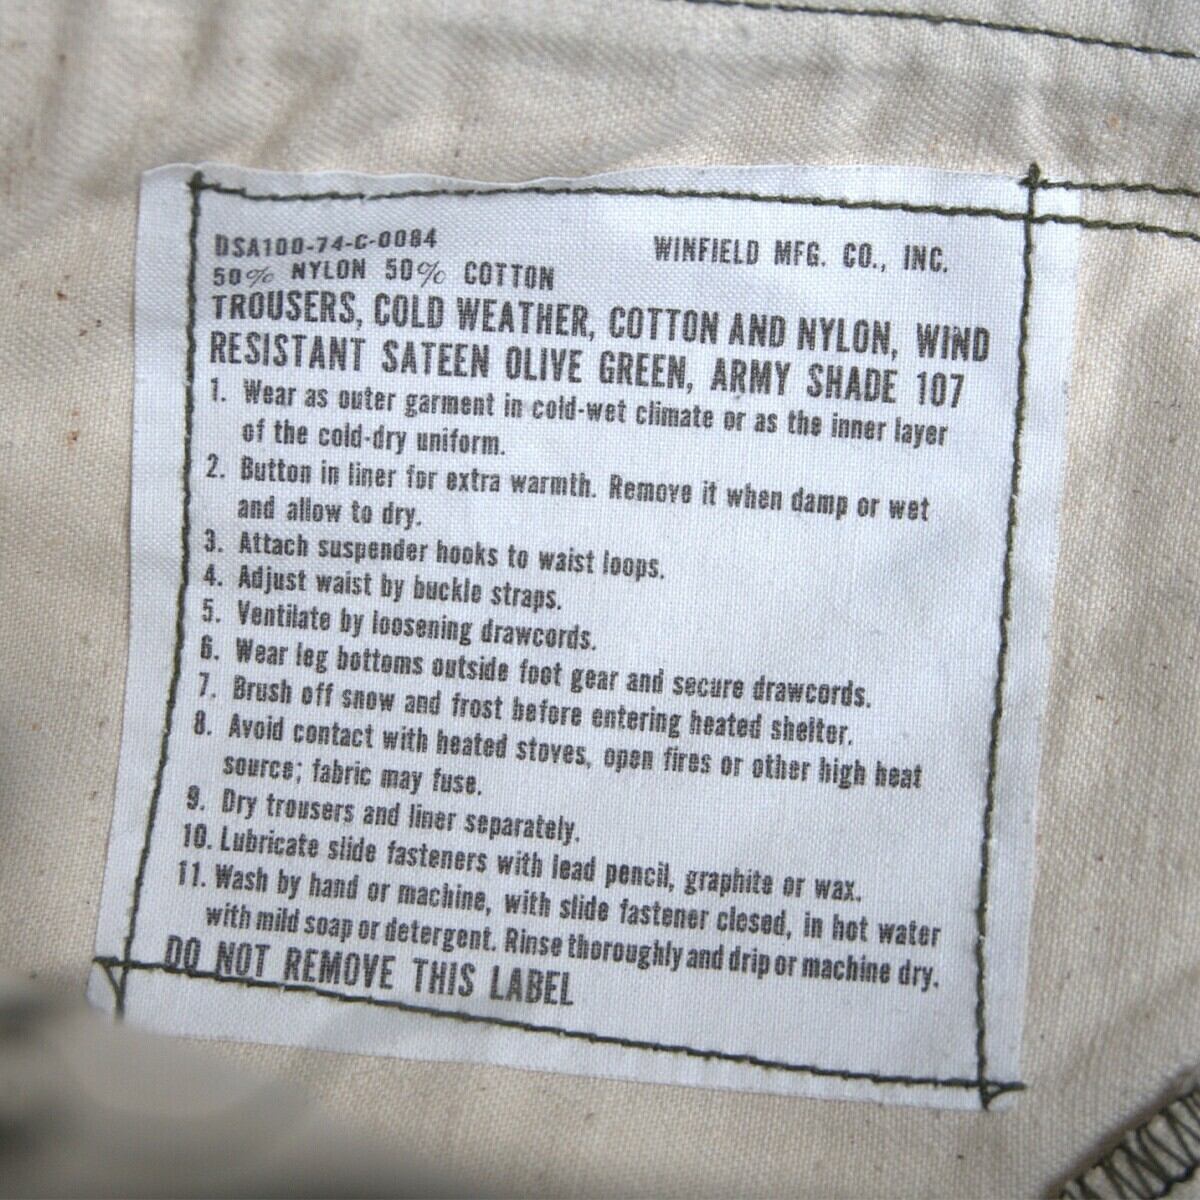 DSA100-74-C-0084
WINFIELD MFG. CO., INC.
50% NYLON 50% COTTON
TROUSERS, COLD WEATHER, COTTON AND NYLON, WIND
RESISTANT SATEEN OLIVE GREEN, ARMY SHADE 107
1. Wear as outer garment in cold-wet climate or as the inner layer
of the cold-dry uniform.
2. Button in liner for extra warmth. Remove it when damp or wet
and allow to dry.
3. Attach suspender hooks to waist loops.
4. Adjust waist by buckle straps.
5. Ventilate by loosening drawcords.
6. Wear leg bottoms outside foot gear and secure drawcords.
7. Brush off snow and frost before entering heated shelter.
8. Avoid contact with heated stoves, open fires or other high heat
source; fabric may fuse.
9. Dry trousers and liner separately.
10. Lubricate slide fasteners with lead pencil, graphite or wax.
11. Wash by hand or machine, with slide fastener closed, in hot water
with mild soap or detergent. Rinse thoroughly and drip or machine dry.
DO NOT REMOVE THIS LABEL